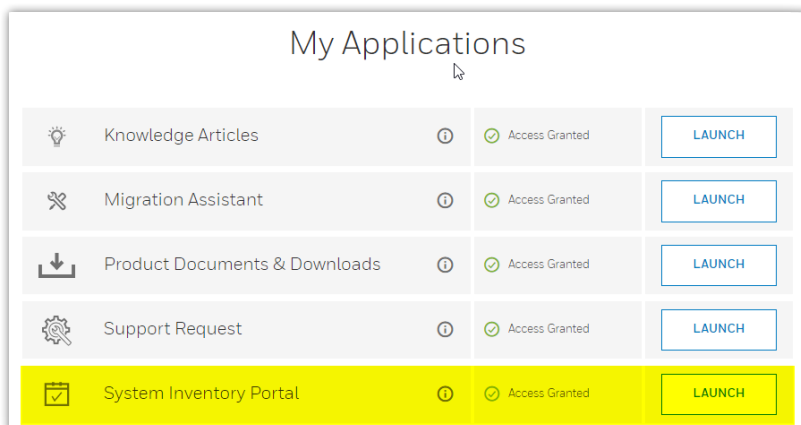 My Applications
Knowledge Articles Access Granted LAUNCH
Migration Assistant Access Granted LAUNCH
Product Documents & Downloads Access Granted LAUNCH
Support Request Access Granted LAUNCH
System Inventory Portal Access Granted LAUNCH